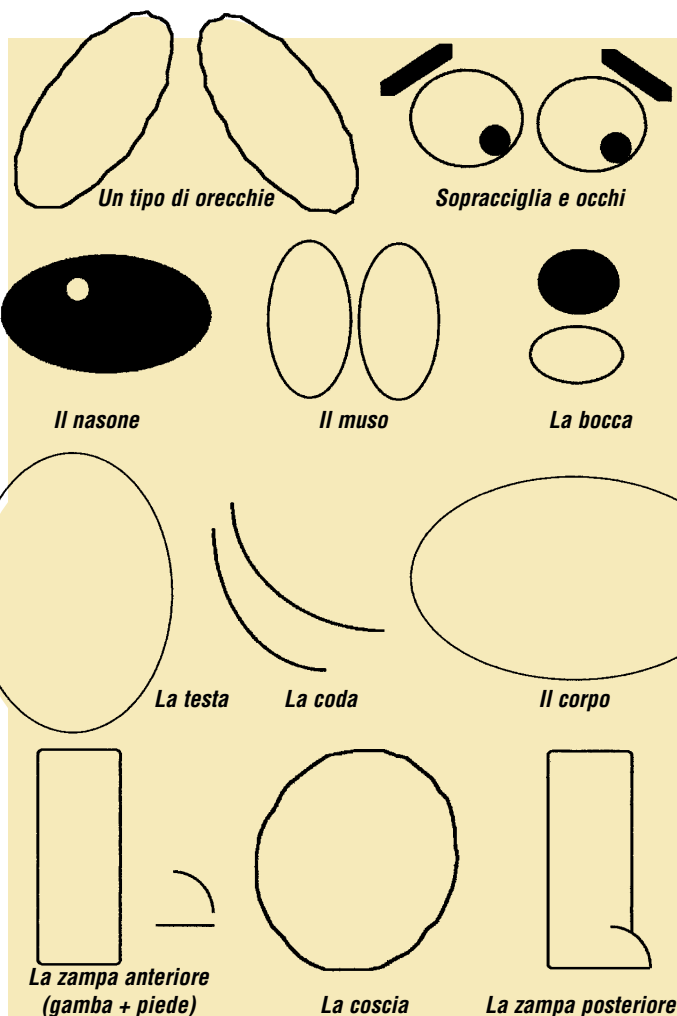 Un tipo di orecchie
Sopracciglia e occhi
Il nasone
Il muso
La bocca
La testa
La coda
Il corpo
La zampa anteriore
(gamba + piede)
La coscia
La zampa posteriore